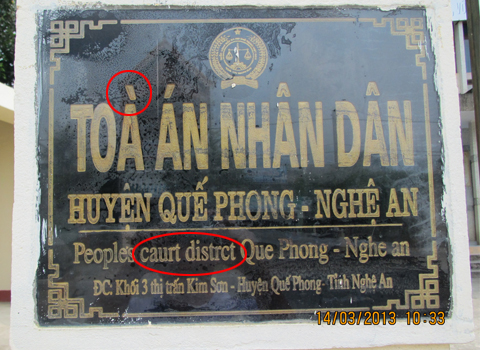 TOÀ ÁN NHÂN DÂN
HUYỆN QUẾ PHONG - NGHỆ AN
Peoples caurt distrct Que Phong - Nghe an
ĐC: Khối 3 thị trấn Kim Sơn - Huyện Quế Phong- Tỉnh Nghệ An
14/03/2013 10:33